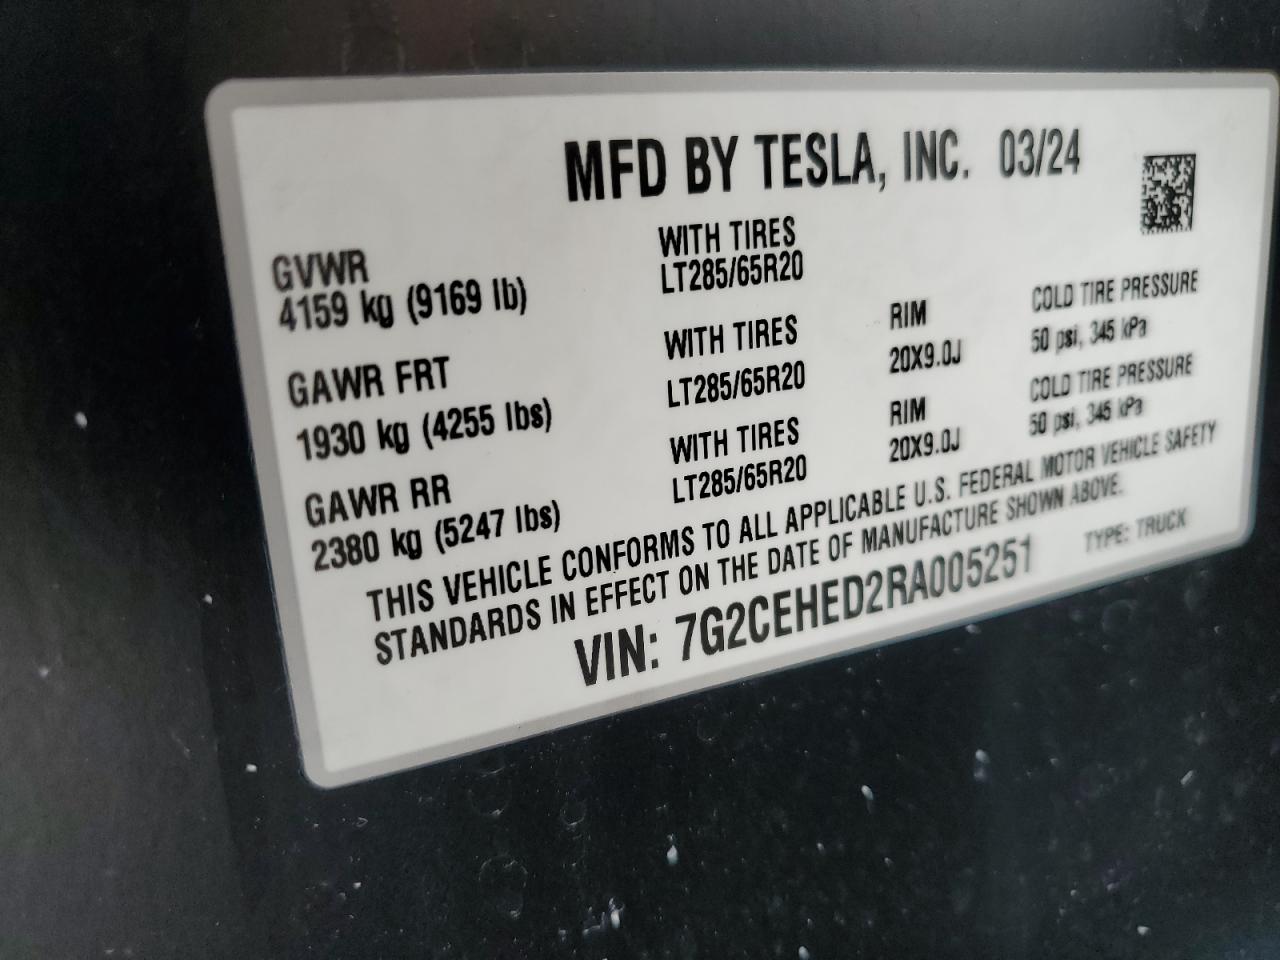 MFD BY TESLA, INC. 03/24
GVWR
4159 kg (9169 lb)
WITH TIRES
LT285/65R20
GAWR FRT
1930 kg (4255 lbs)
WITH TIRES
LT285/65R20
RIM
20X9.0J
COLD TIRE PRESSURE
50 psi, 345 kPa
GAWR RR
2380 kg (5247 lbs)
WITH TIRES
LT285/65R20
RIM
20X9.0J
COLD TIRE PRESSURE
50 psi, 345 kPa
THIS VEHICLE CONFORMS TO ALL APPLICABLE U.S. FEDERAL MOTOR VEHICLE SAFETY
STANDARDS IN EFFECT ON THE DATE OF MANUFACTURE SHOWN ABOVE.
VIN: 7G2CEHED2RA005251
TYPE: TRUCK